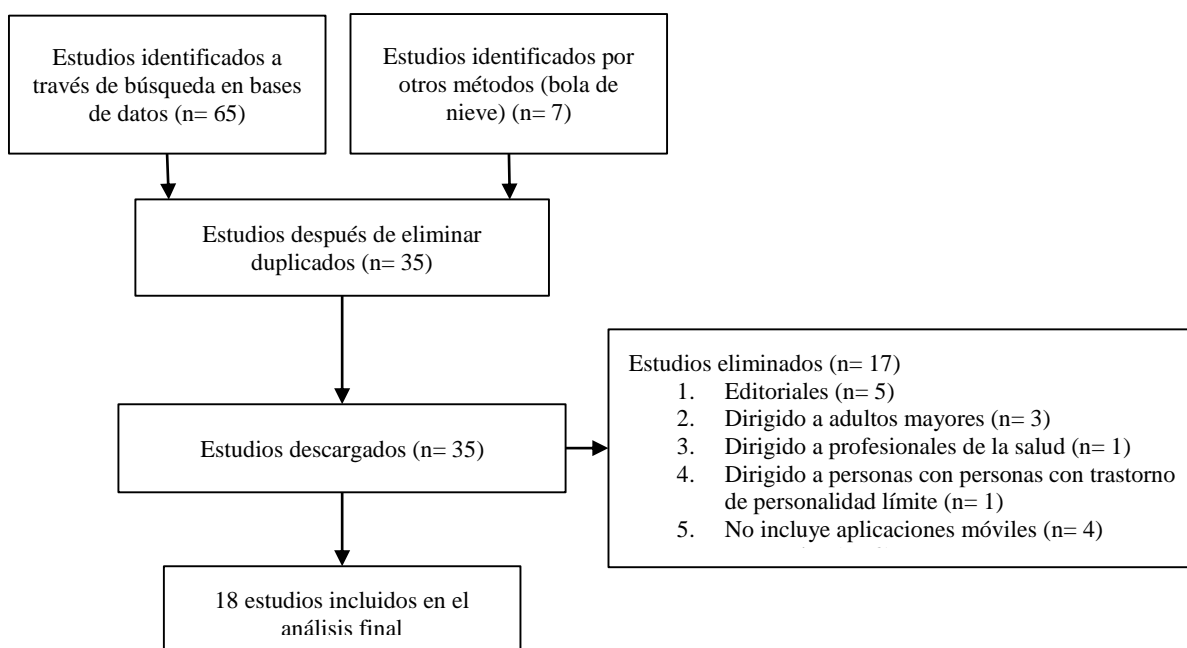 Estudios identificados a
través de búsqueda en bases
de datos (n= 65)
Estudios identificados por
otros métodos (bola de
nieve) (n= 7)
Estudios después de eliminar
duplicados (n= 35)
Estudios eliminados (n= 17)
1. Editoriales (n= 5)
2. Dirigido a adultos mayores (n= 3)
3. Dirigido a profesionales de la salud (n= 1)
4. Dirigido a personas con personas con trastorno
de personalidad límite (n= 1)
5. No incluye aplicaciones móviles (n= 4)
Estudios descargados (n= 35)
18 estudios incluidos en el
análisis final